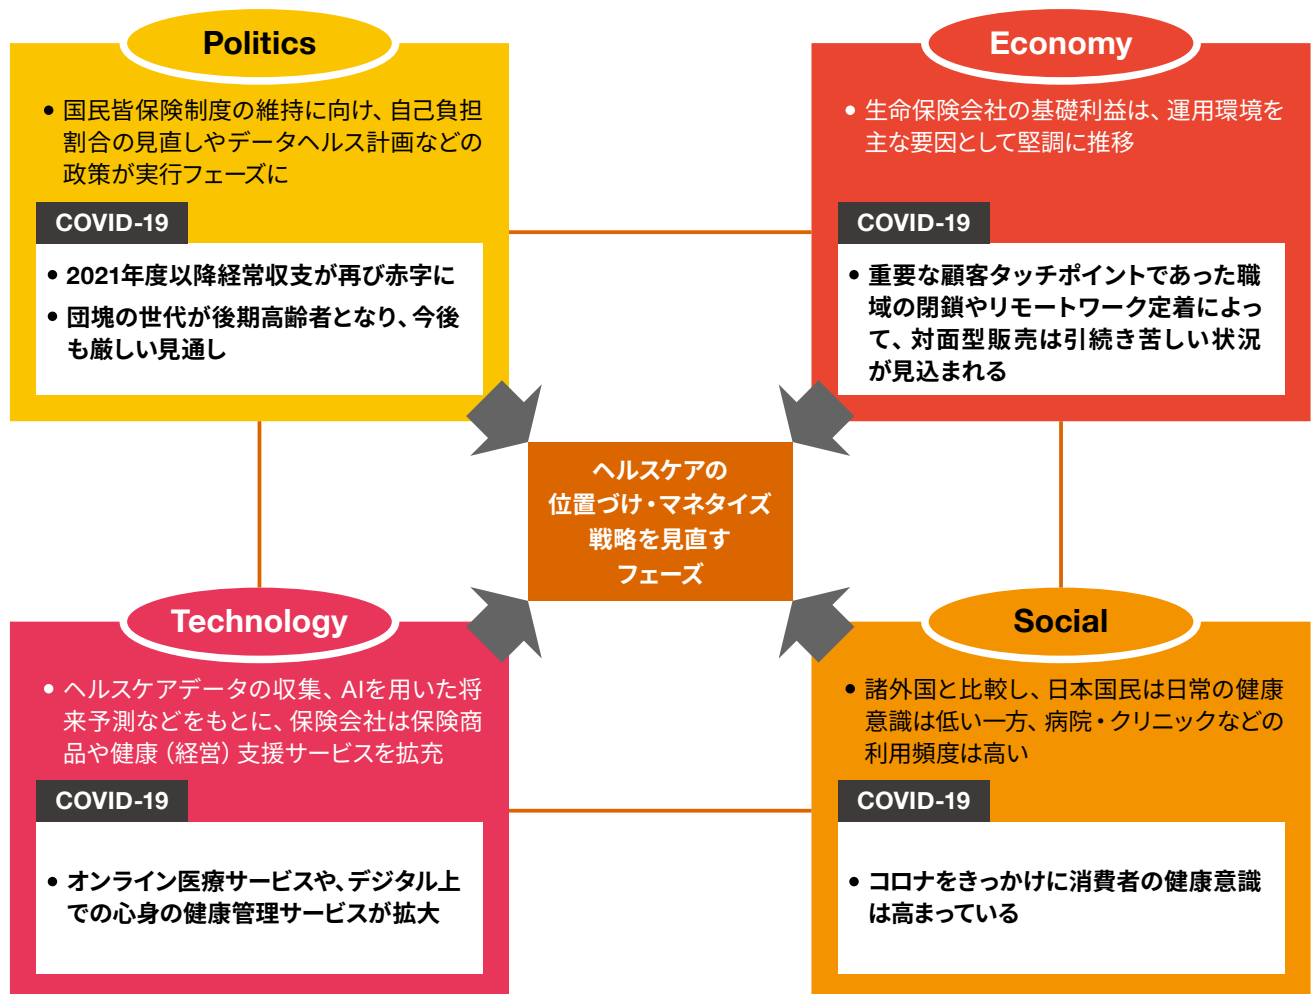 Politics
• 国民皆保険制度の維持に向け、自己負担
割合の見直しやデータヘルス計画などの
政策が実行フェーズに
COVID-19
• 2021年度以降経常収支が再び赤字に
• 団塊の世代が後期高齢者となり、今後
も厳しい見通し
Economy
• 生命保険会社の基礎利益は、運用環境を
主な要因として堅調に推移
COVID-19
• 重要な顧客タッチポイントであった職
域の閉鎖やリモートワーク定着によっ
て、対面型販売は引続き苦しい状況
が見込まれる
ヘルスケアの
位置づけ・マネタイズ
戦略を見直す
フェーズ
Technology
• ヘルスケアデータの収集、AIを用いた将
来予測などをもとに、保険会社は保険商
品や健康（経営）支援サービスを拡充
COVID-19
• オンライン医療サービスや、デジタル上
での心身の健康管理サービスが拡大
Social
• 諸外国と比較し、日本国民は日常の健康
意識は低い一方、病院・クリニックなどの
利用頻度は高い
COVID-19
• コロナをきっかけに消費者の健康意識
は高まっている